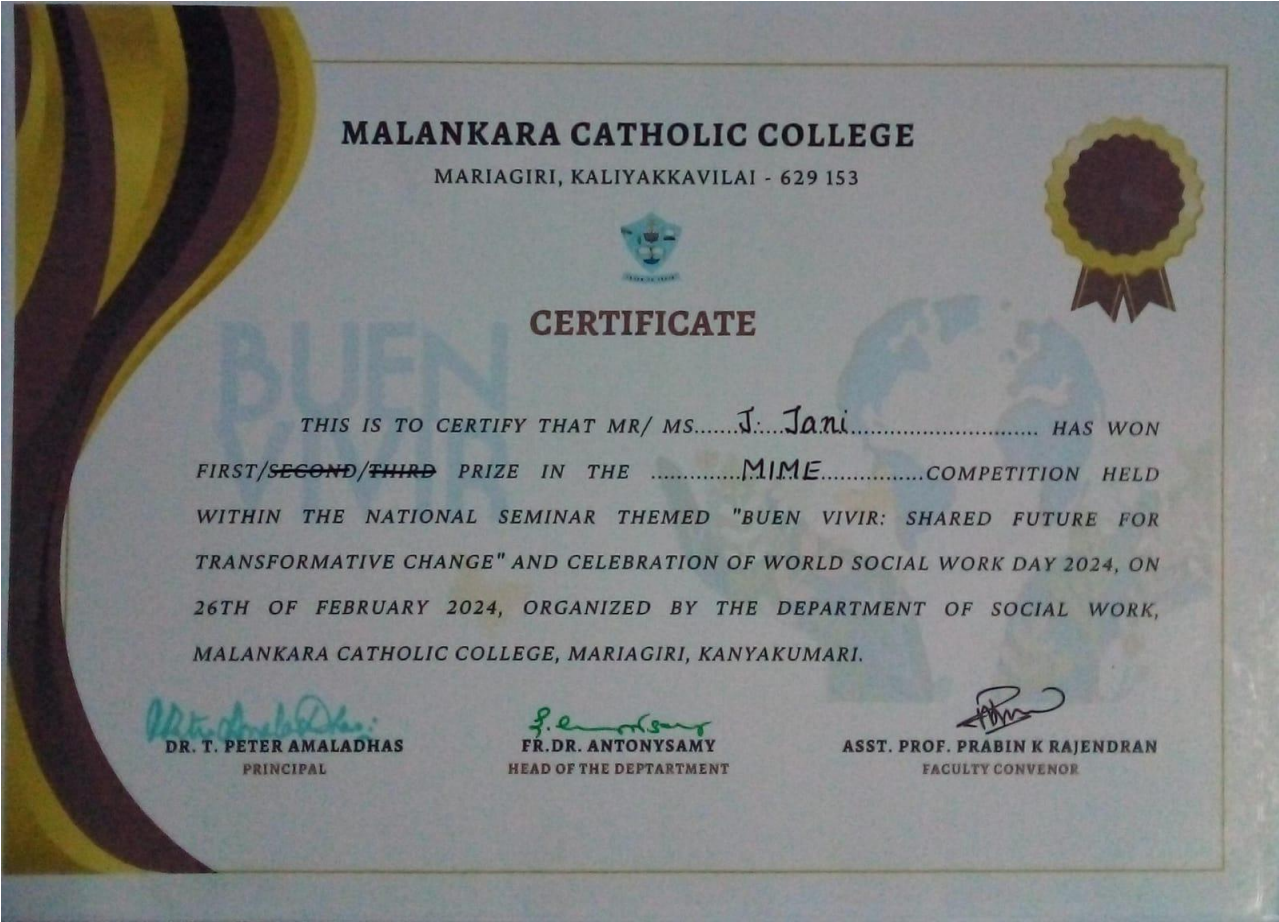 MALANKARA CATHOLIC COLLEGE
MARIAGIRI, KALIYAKKAVILAI - 629 153
CERTIFICATE
BUEN
VIVIR
THIS IS TO CERTIFY THAT MR/ MS......J. Jani.................................... HAS WON
FIRST/SECOND/THIRD PRIZE IN THE ..............MIME................COMPETITION HELD
WITHIN THE NATIONAL SEMINAR THEMED "BUEN VIVIR: SHARED FUTURE FOR
TRANSFORMATIVE CHANGE" AND CELEBRATION OF WORLD SOCIAL WORK DAY 2024, ON
26TH OF FEBRUARY 2024, ORGANIZED BY THE DEPARTMENT OF SOCIAL WORK,
MALANKARA CATHOLIC COLLEGE, MARIAGIRI, KANYAKUMARI.
DR. T. PETER AMALADHAS FR.DR. ANTONYSAMY ASST. PROF. PRABIN K RAJENDRAN
PRINCIPAL HEAD OF THE DEPTARTMENT FACULTY CONVENOR